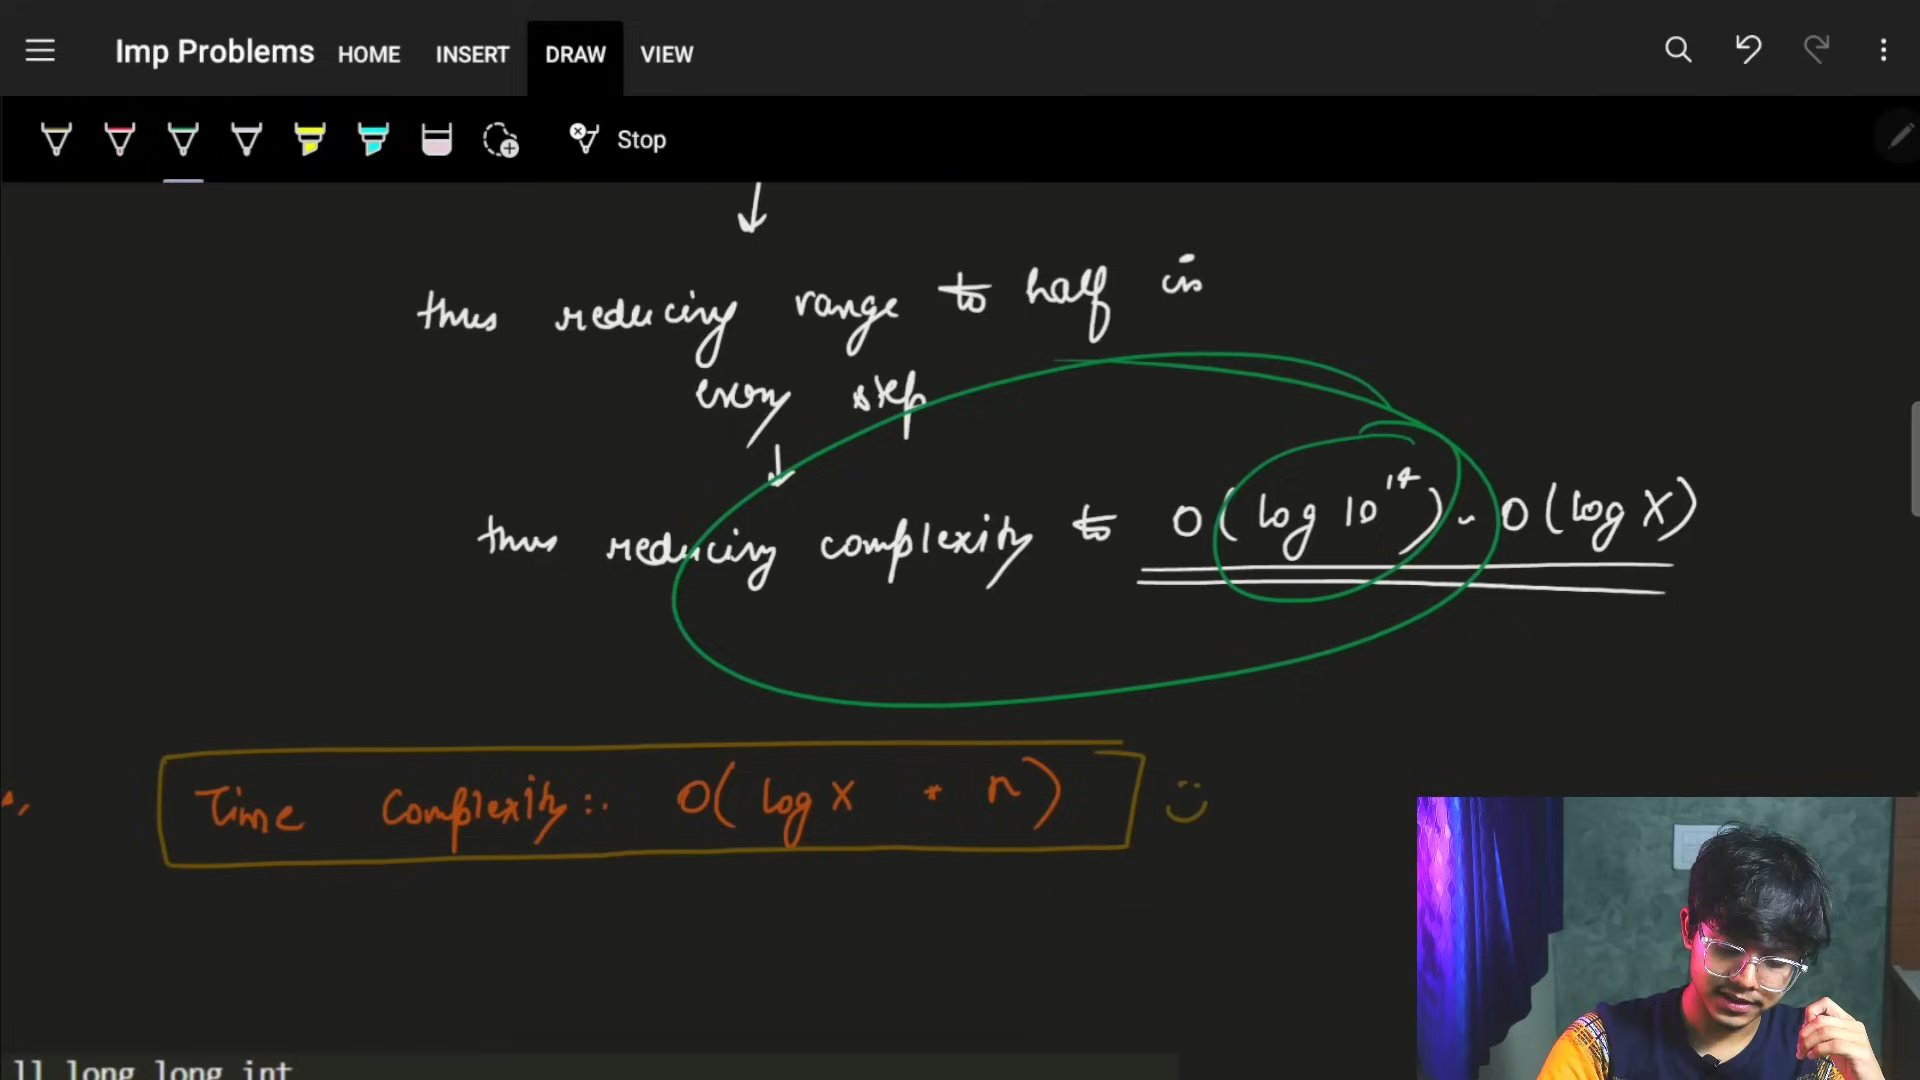 Imp Problems HOME INSERT DRAW VIEW
Stop
thus reducing range to half in
every step
thus reducing complexity to O(log 10^14) ~ O(log X)
Time Complexity:. O(log X * n)
ll long long int